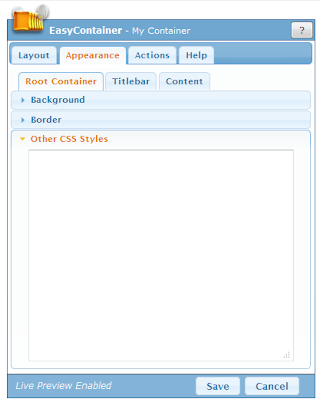 EasyContainer - My Container
?
Layout Appearance Actions Help
Root Container Titlebar Content
Background
Border
Other CSS Styles
Live Preview Enabled Save Cancel